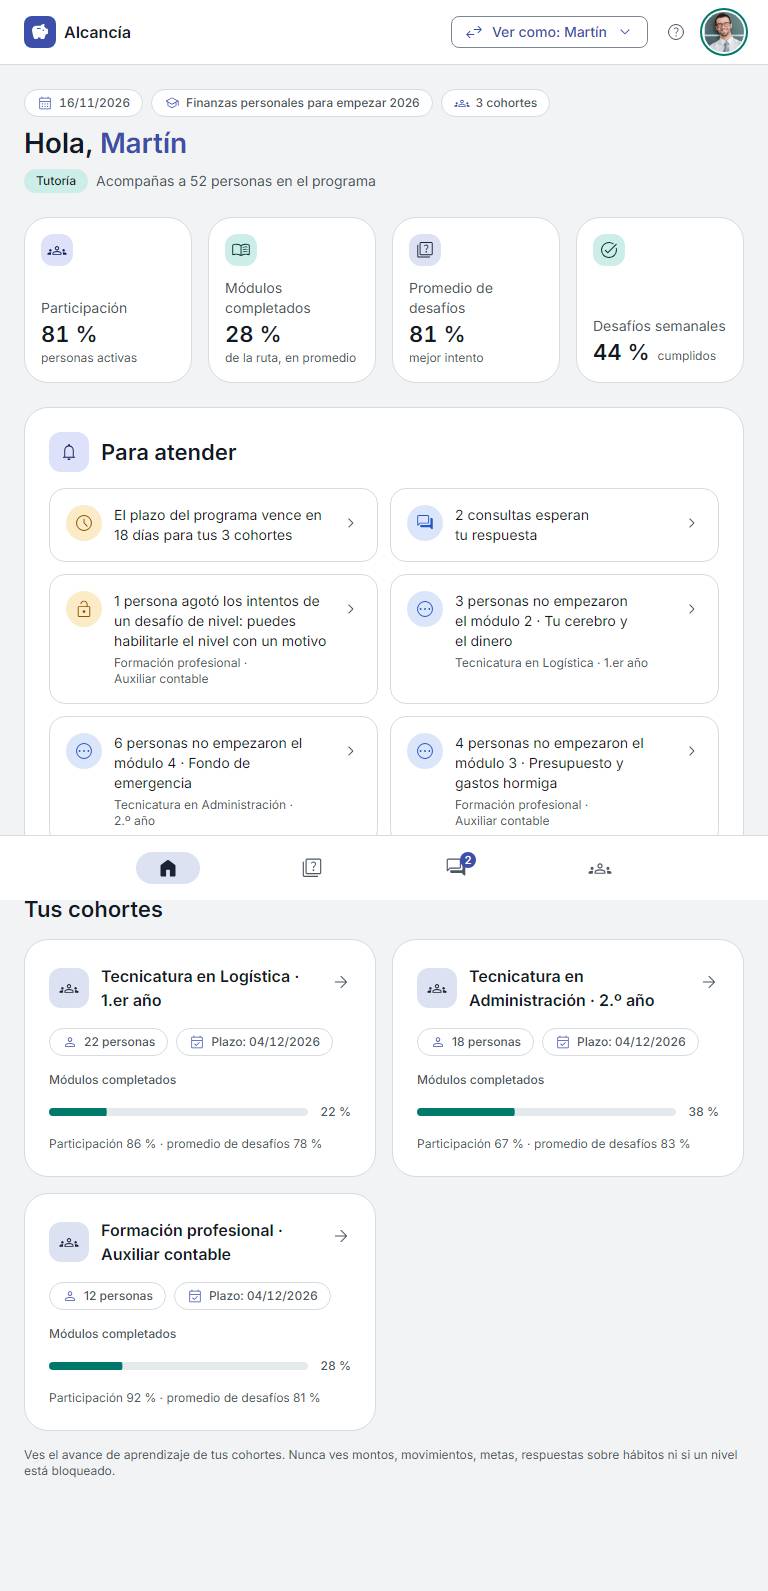 Alcancía
Ver como: Martín
16/11/2026
Finanzas personales para empezar 2026
3 cohortes
Hola, Martín
Tutoría
Acompañas a 52 personas en el programa
Participación
81 %
personas activas
Módulos
completados
28 %
de la ruta, en promedio
Promedio de
desafíos
81 %
mejor intento
Desafíos semanales
44 % cumplidos
Para atender
El plazo del programa vence en
18 días para tus 3 cohortes
2 consultas esperan
tu respuesta
1 persona agotó los intentos de
un desafío de nivel: puedes
habilitarle el nivel con un motivo
Formación profesional ·
Auxiliar contable
3 personas no empezaron
el módulo 2 · Tu cerebro y
el dinero
Tecnicatura en Logística · 1.er año
6 personas no empezaron el
módulo 4 · Fondo de
emergencia
Tecnicatura en Administración ·
2.º año
4 personas no empezaron el
módulo 3 · Presupuesto y
gastos hormiga
Formación profesional ·
Auxiliar contable
2
Tus cohortes
Tecnicatura en Logística ·
1.er año
22 personas
Plazo: 04/12/2026
Módulos completados
22 %
Participación 86 % · promedio de desafíos 78 %
Tecnicatura en
Administración · 2.º año
18 personas
Plazo: 04/12/2026
Módulos completados
38 %
Participación 67 % · promedio de desafíos 83 %
Formación profesional ·
Auxiliar contable
12 personas
Plazo: 04/12/2026
Módulos completados
28 %
Participación 92 % · promedio de desafíos 81 %
Ves el avance de aprendizaje de tus cohortes. Nunca ves montos, movimientos, metas, respuestas sobre hábitos ni si un nivel
está bloqueado.